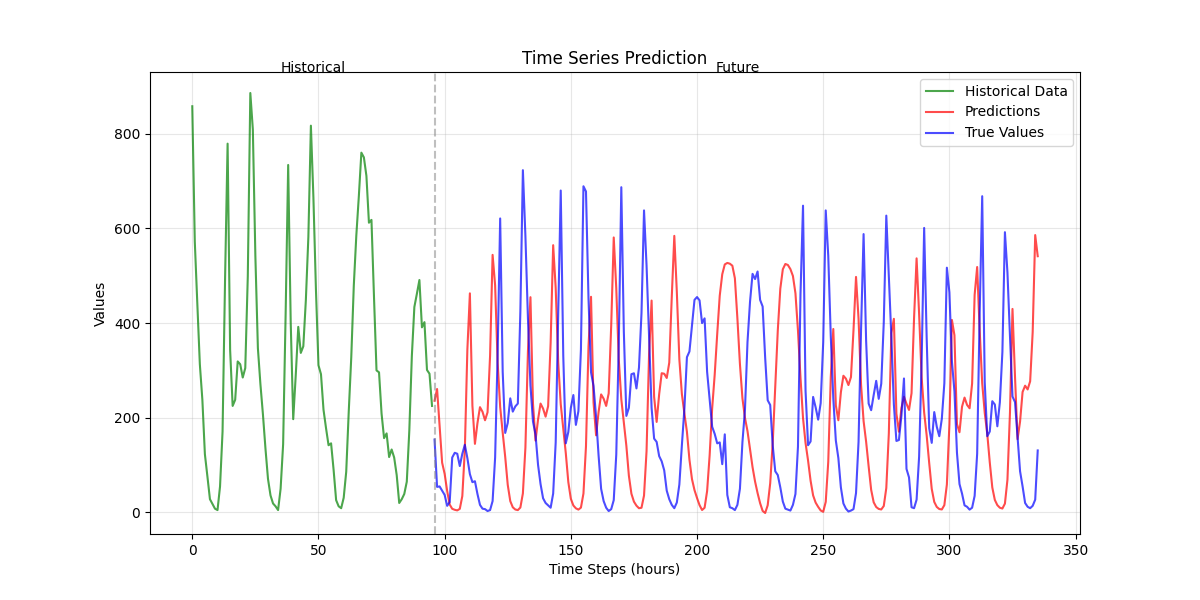 Time Series Prediction
Historical
Future
Historical Data
Predictions
True Values
Values
800
600
400
200
0
0
50
100
150
200
250
300
350
Time Steps (hours)